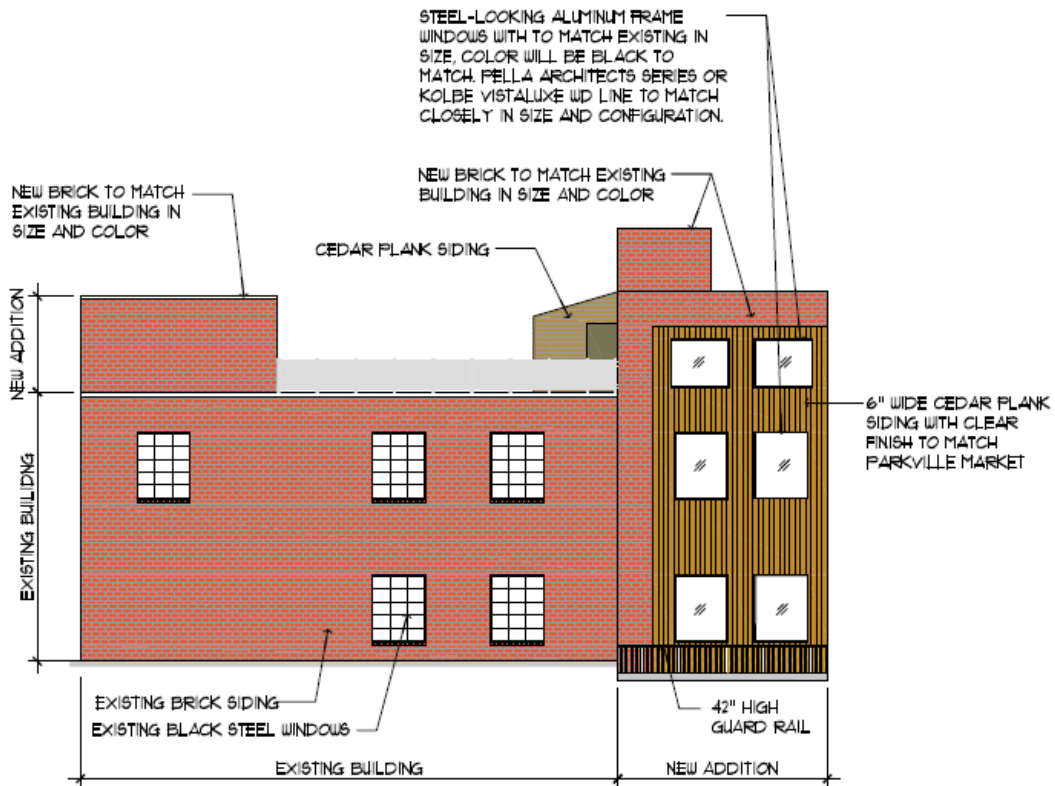 STEEL-LOOKING ALUMINUM FRAME
WINDOWS WITH TO MATCH EXISTING IN
SIZE, COLOR WILL BE BLACK TO
MATCH. PELLA ARCHITECTS SERIES OR
KOLBE VISTALUXE WD LINE TO MATCH
CLOSELY IN SIZE AND CONFIGURATION.
NEW BRICK TO MATCH
EXISTING BUILDING IN
SIZE AND COLOR
NEW BRICK TO MATCH EXISTING
BUILDING IN SIZE AND COLOR
CEDAR PLANK SIDING
NEW ADDITION
6" WIDE CEDAR PLANK
SIDING WITH CLEAR
FINISH TO MATCH
PARKVILLE MARKET
EXISTING BUILIDNG
EXISTING BRICK SIDING
EXISTING BLACK STEEL WINDOWS
42" HIGH
GUARD RAIL
EXISTING BUILDING
NEW ADDITION